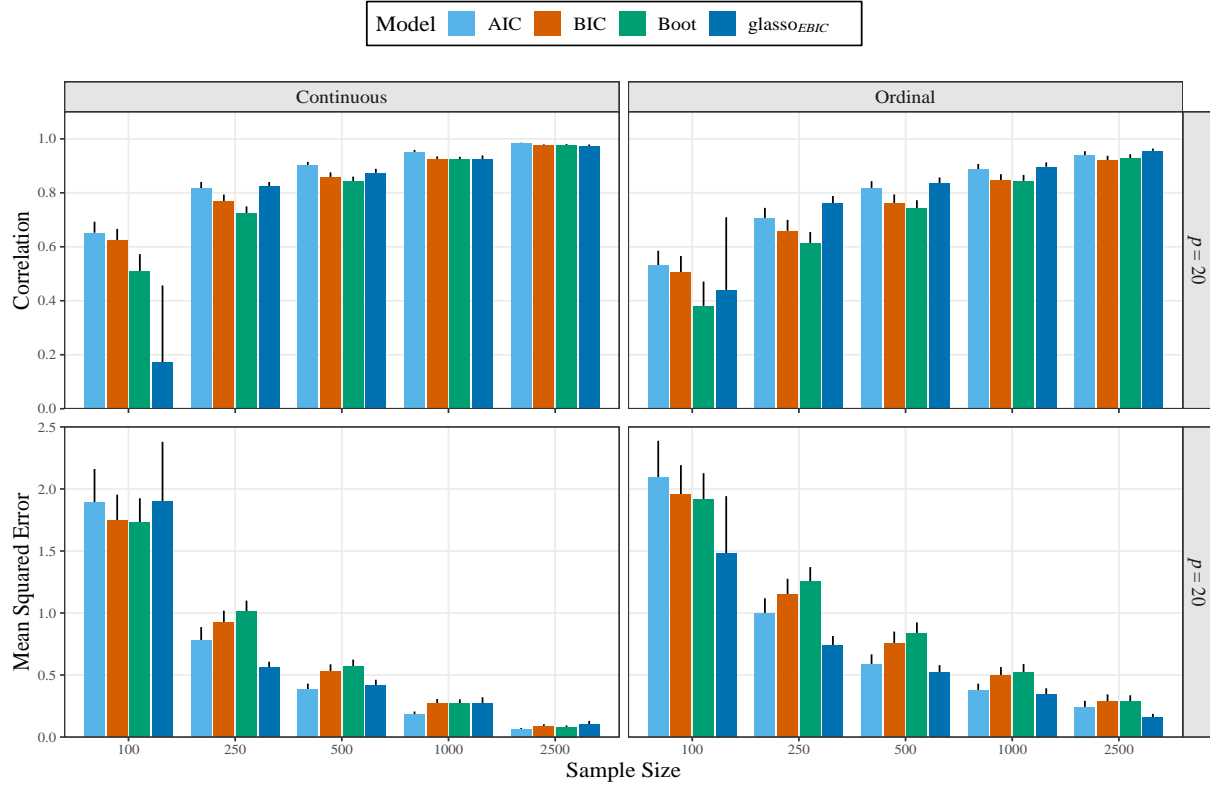 Model AIC BIC Boot glassoEBIC
Continuous
Ordinal
Correlation
1.0
0.8
0.6
0.4
0.2
0.0
p = 20
Mean Squared Error
2.5
2.0
1.5
1.0
0.5
0.0
p = 20
100 250 500 1000 2500
100 250 500 1000 2500
Sample Size